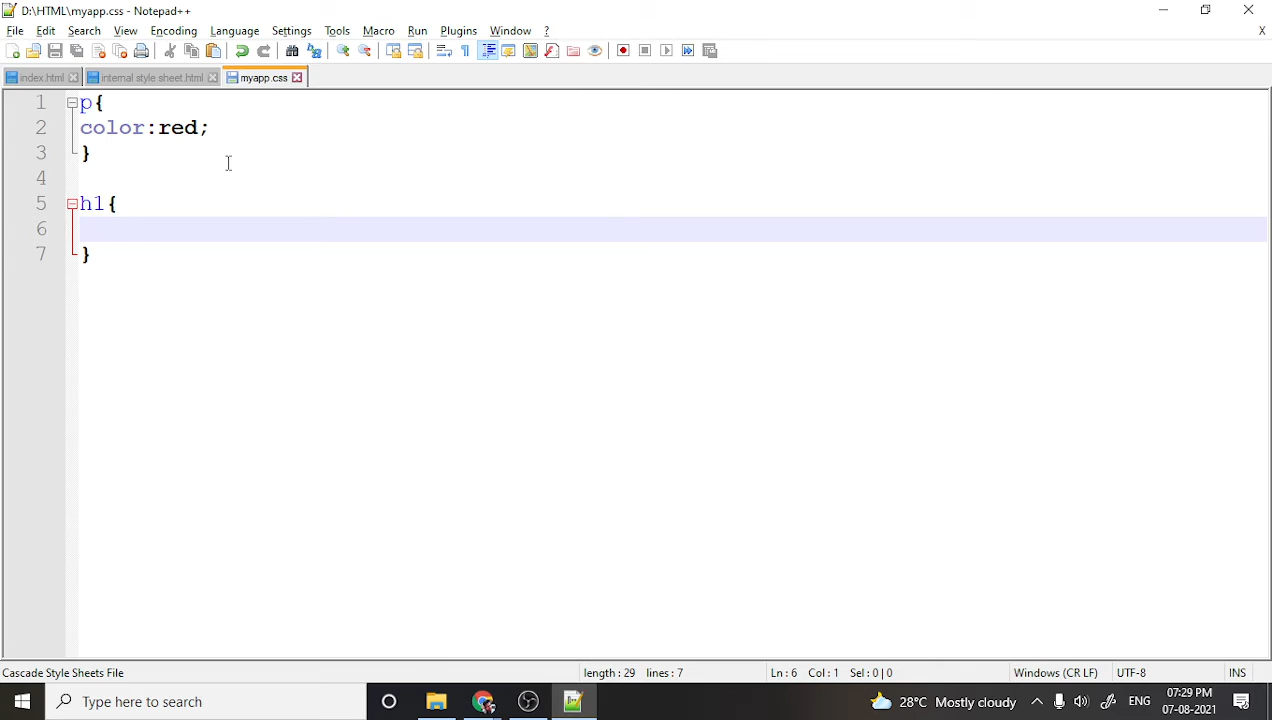 D:\HTML\myapp.css - Notepad++
File Edit Search View Encoding Language Settings Tools Macro Run Plugins Window ? X
index.html internal style sheet.html myapp.css
1 p{
2 color:red;
3 }
4
5 h1{
6
7 }
Cascade Style Sheets File length : 29 lines : 7 Ln : 6 Col : 1 Sel : 0 | 0 Windows (CR LF) UTF-8 INS
Type here to search 28°C Mostly cloudy ENG 07:29 PM
07-08-2021